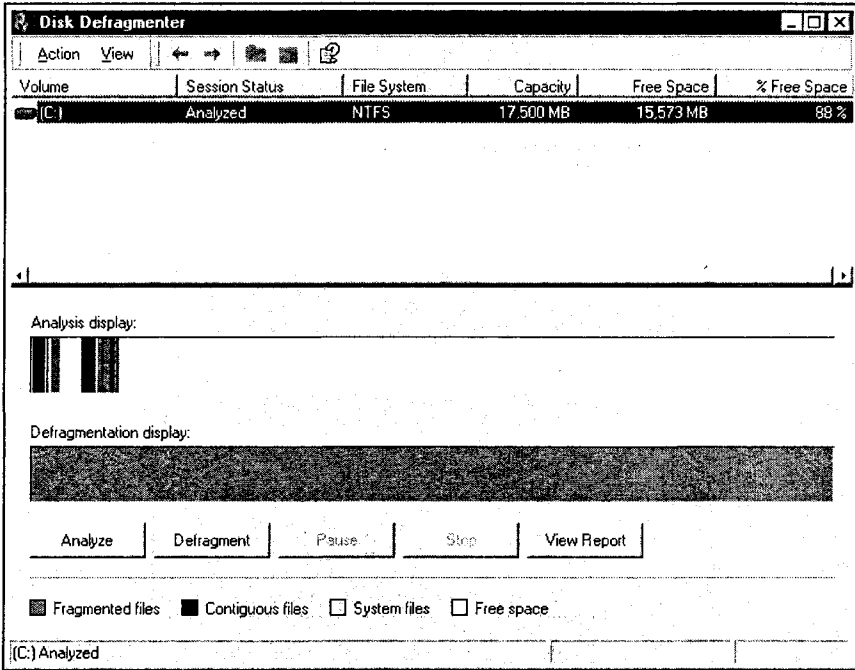 Disk Defragmenter
Action View
Volume Session Status File System Capacity Free Space % Free Space
(C:) Analyzed NTFS 17,500 MB 15,573 MB 88 %
Analysis display:
Defragmentation display:
Analyze Defragment Pause Stop View Report
Fragmented files Contiguous files System files Free space
(C:) Analyzed